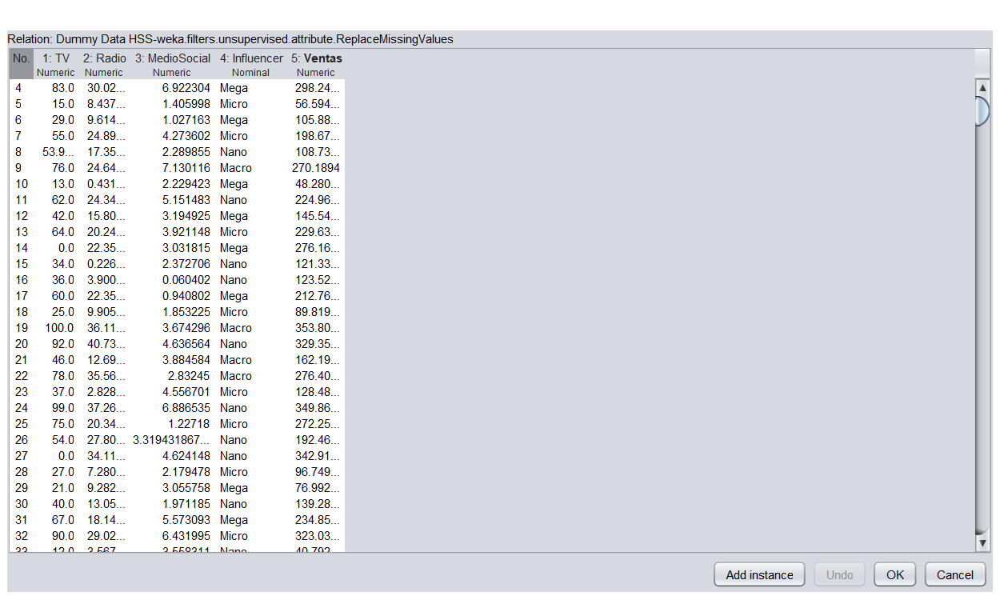 Relation: Dummy Data HSS-weka.filters.unsupervised.attribute.ReplaceMissingValues
No. 1: TV 2: Radio 3: MedioSocial 4: Influencer 5: Ventas
Numeric Numeric Numeric Nominal Numeric
4 83.0 30.02... 6.922304 Mega 298.24...
5 15.0 8.437... 1.405998 Micro 56.594...
6 29.0 9.614... 1.027163 Mega 105.88...
7 55.0 24.89... 4.273602 Micro 198.67...
8 53.9... 17.35... 2.289855 Nano 108.73...
9 76.0 24.64... 7.130116 Macro 270.1894
10 13.0 0.431... 2.229423 Mega 48.280...
11 62.0 24.34... 5.151483 Nano 224.96...
12 42.0 15.80... 3.194925 Mega 145.54...
13 64.0 20.24... 3.921148 Micro 229.63...
14 0.0 22.35... 3.031815 Mega 276.16...
15 34.0 0.226... 2.372706 Nano 121.33...
16 36.0 3.900... 0.060402 Nano 123.52...
17 60.0 22.35... 0.940802 Mega 212.76...
18 25.0 9.905... 1.853225 Micro 89.819...
19 100.0 36.11... 3.674296 Macro 353.80...
20 92.0 40.73... 4.636564 Nano 329.35...
21 46.0 12.69... 3.884584 Macro 162.19...
22 78.0 35.56... 2.83245 Macro 276.40...
23 37.0 2.828... 4.556701 Micro 128.48...
24 99.0 37.26... 6.886535 Nano 349.86...
25 75.0 20.34... 1.22718 Micro 272.25...
26 54.0 27.80... 3.319431867... Nano 192.46...
27 0.0 34.11... 4.624148 Nano 342.91...
28 27.0 7.280... 2.179478 Micro 96.749...
29 21.0 9.282... 3.055758 Mega 76.992...
30 40.0 13.05... 1.971185 Nano 139.28...
31 67.0 18.14... 5.573093 Mega 234.85...
32 90.0 29.02... 6.431995 Micro 323.03...
33 12.0 3.567... 3.558311 Nano 40.792...
Add instance Undo OK Cancel